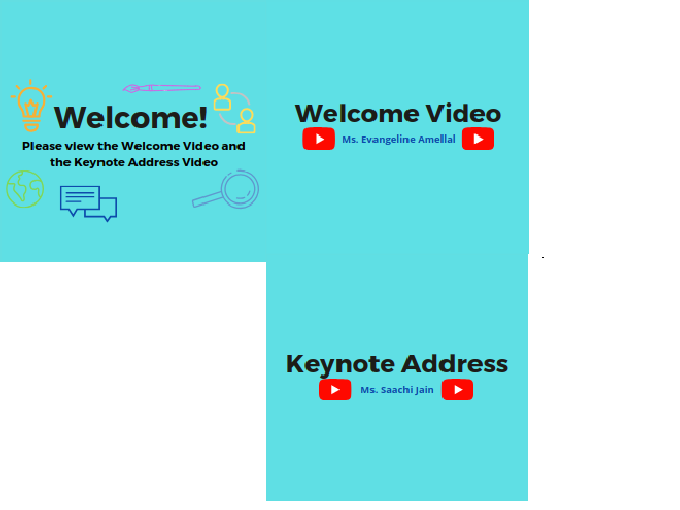 Welcome!
Please view the Welcome Video and
the Keynote Address Video
Welcome Video
Ms. Evangeline Amellal
Keynote Address
Ms. Saachi Jain